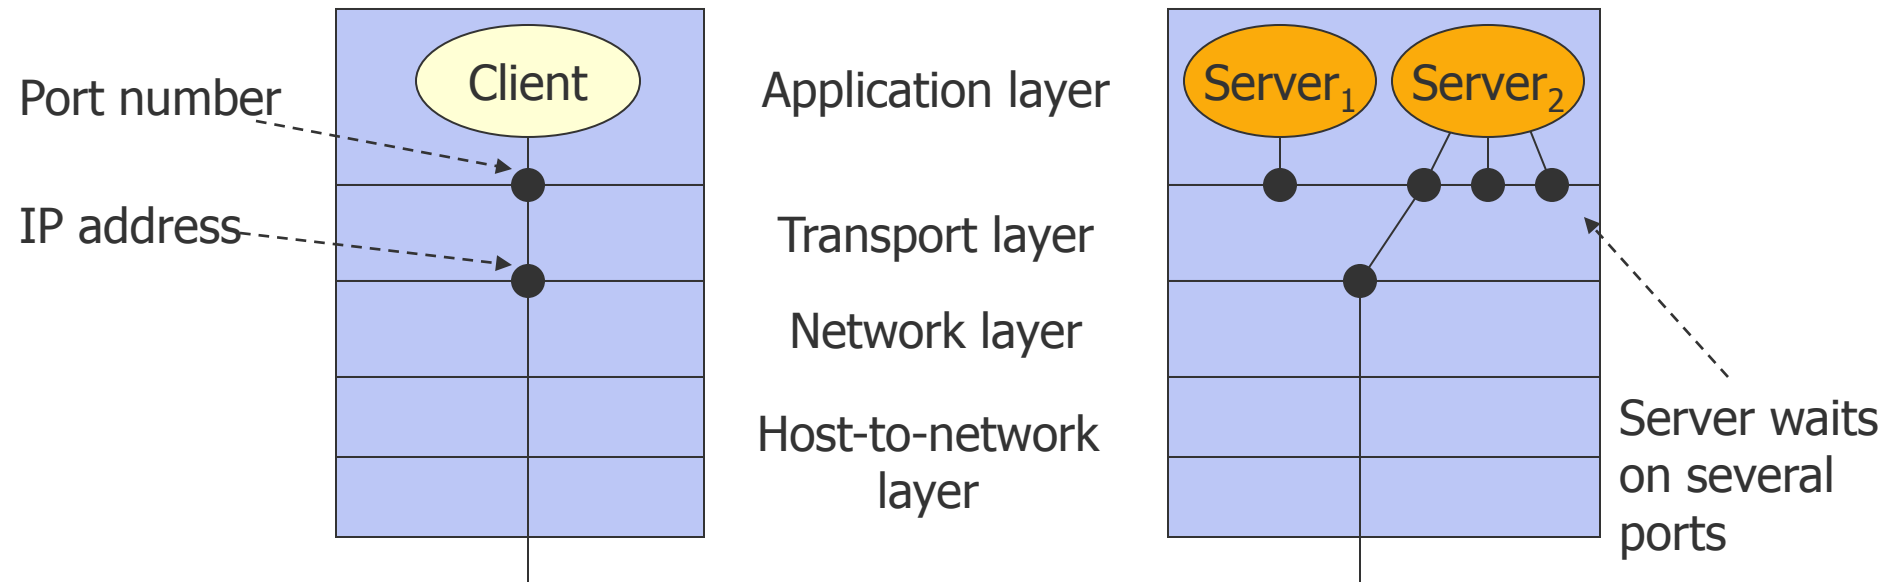 Port number
IP address
Client
Application layer
Transport layer
Network layer
Host-to-network
layer
Server₁
Server₂
Server waits
on several
ports